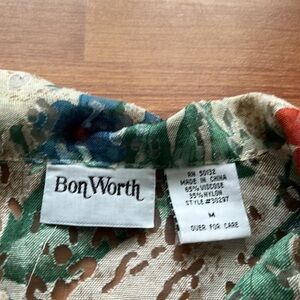 Bon Worth
RN 50132
MADE IN CHINA
65% VISCOSE
35% NYLON
STYLE#30297
M
OVER FOR CARE